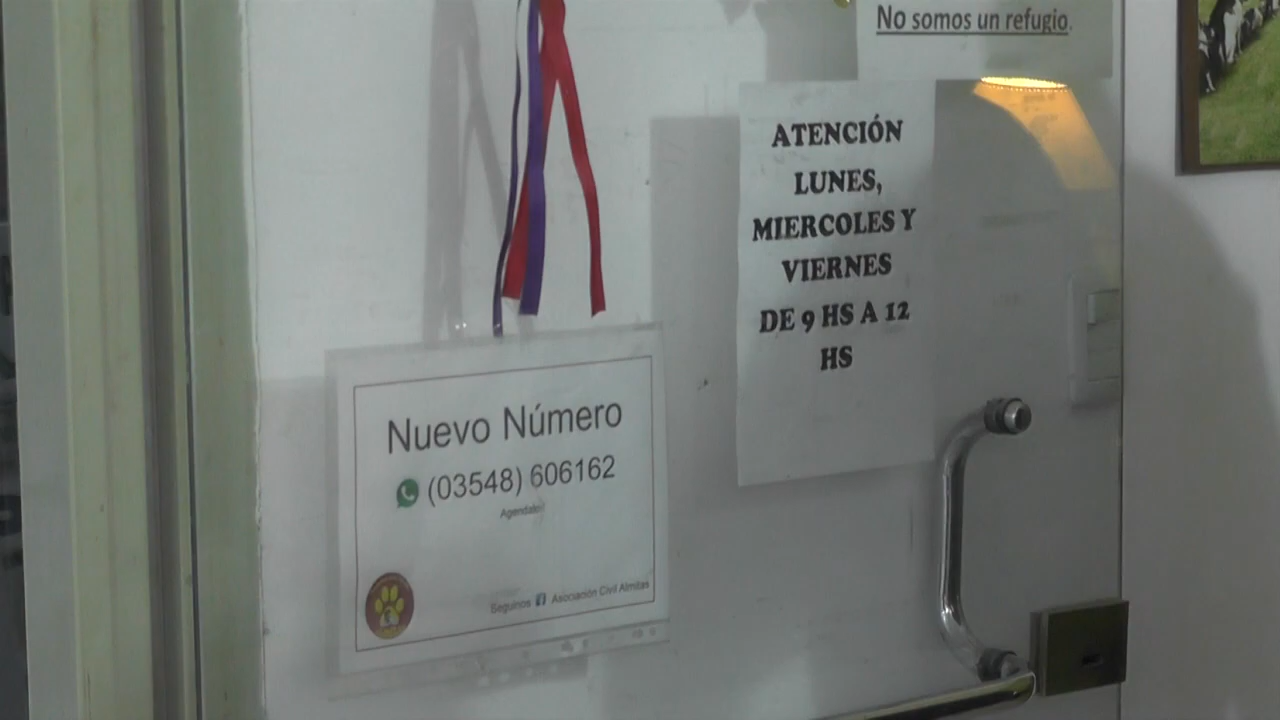 No somos un refugio.
ATENCIÓN
LUNES,
MIERCOLES Y
VIERNES
DE 9 HS A 12
HS
Nuevo Número
(03548) 606162
Agendalo!
Seguinos Asociación Civil Almitas